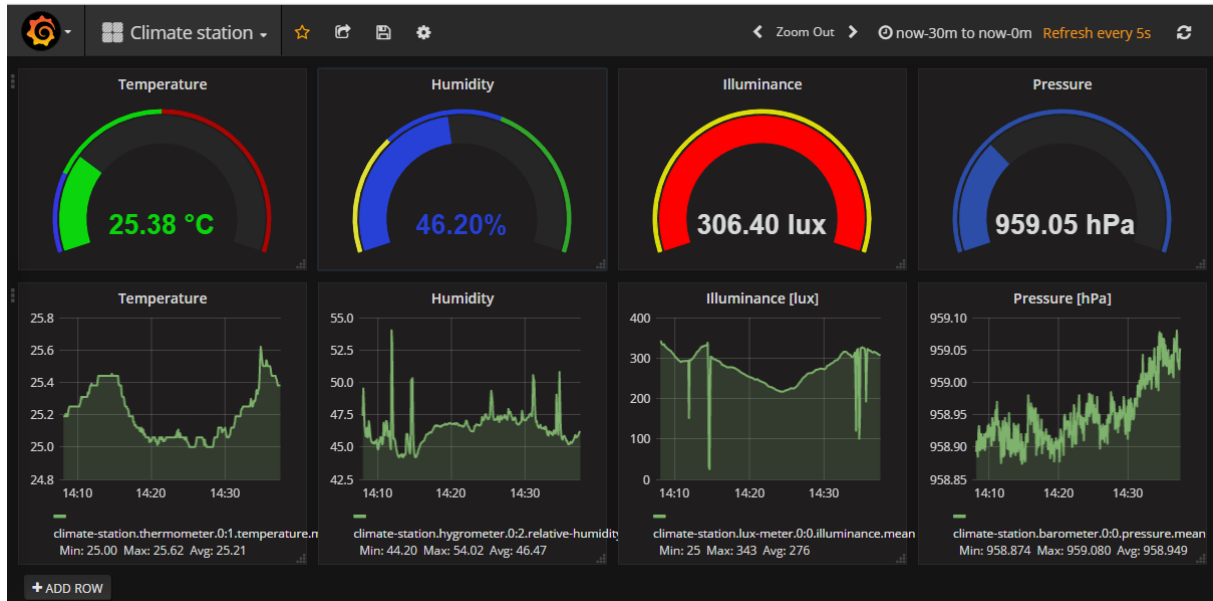 Climate station
Zoom Out
now-30m to now-0m Refresh every 5s
Temperature
25.38 °C
Humidity
46.20%
Illuminance
306.40 lux
Pressure
959.05 hPa
Temperature
25.8
25.6
25.4
25.2
25.0
24.8
14:10 14:20 14:30
climate-station.thermometer.0:1.temperature.m
Min: 25.00 Max: 25.62 Avg: 25.21
Humidity
55.0
52.5
50.0
47.5
45.0
42.5
14:10 14:20 14:30
climate-station.hygrometer.0:2.relative-humidity
Min: 44.20 Max: 54.02 Avg: 46.47
Illuminance [lux]
400
300
200
100
0
14:10 14:20 14:30
climate-station.lux-meter.0:0.illuminance.mean
Min: 25 Max: 343 Avg: 276
Pressure [hPa]
959.10
959.05
959.00
958.95
958.90
958.85
14:10 14:20 14:30
climate-station.barometer.0:0.pressure.mean
Min: 958.874 Max: 959.080 Avg: 958.949
+ ADD ROW